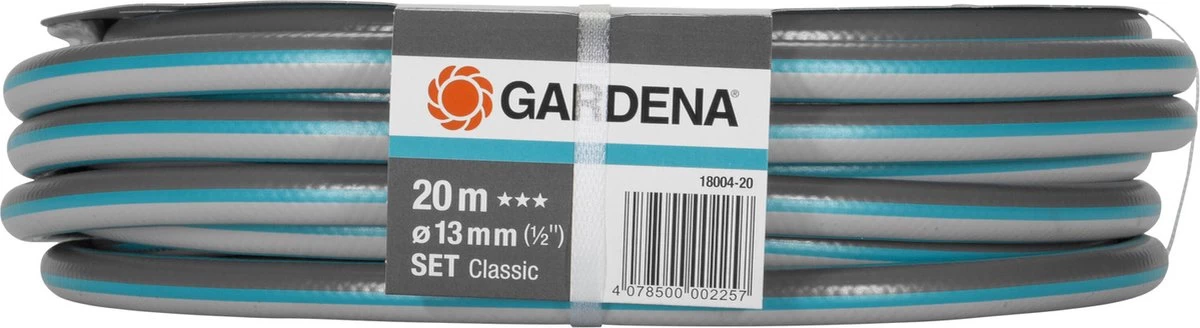 GARDENA®
18004-20
20 m ★★★
ø 13 mm (½")
SET Classic
4 078500 002257